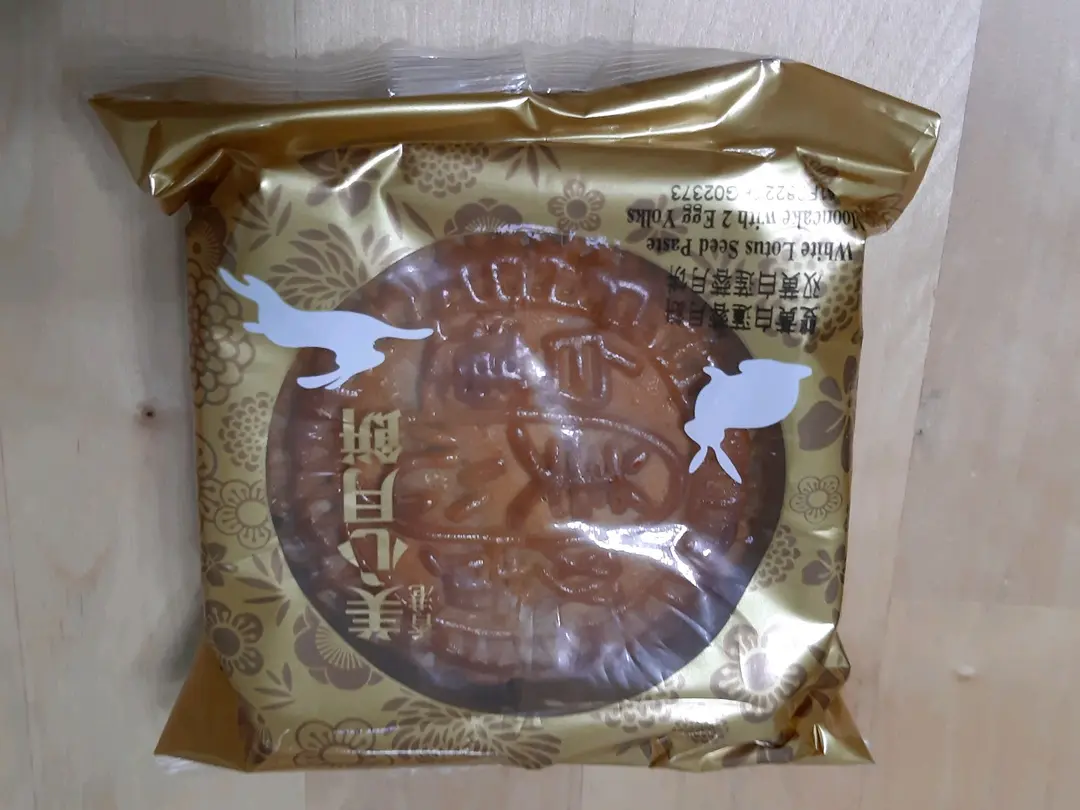 香港
美心月餅
雙黃白蓮蓉月餅
双黄白莲蓉月饼
White Lotus Seed Paste
Mooncake with 2 Egg Yolks
G02373